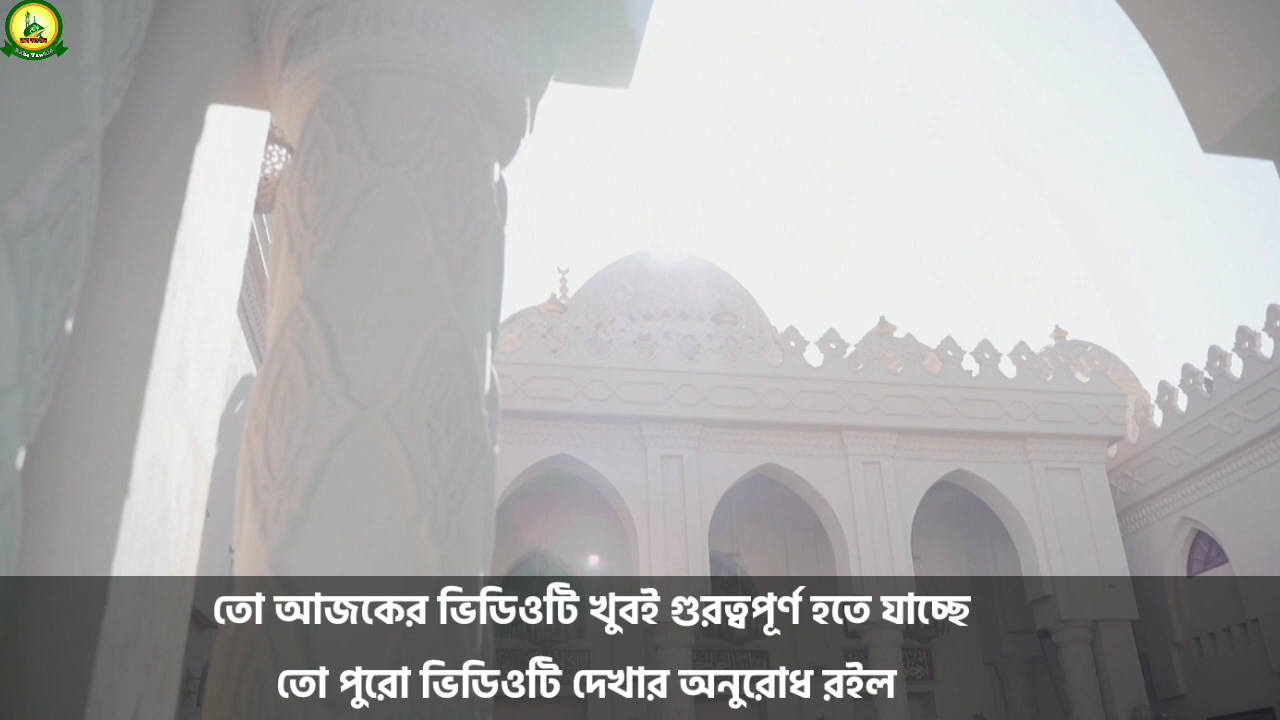 তো আজকের ভিডিওটি খুবই গুরত্বপূর্ণ হতে যাচ্ছে
তো পুরো ভিডিওটি দেখার অনুরোধ রইল